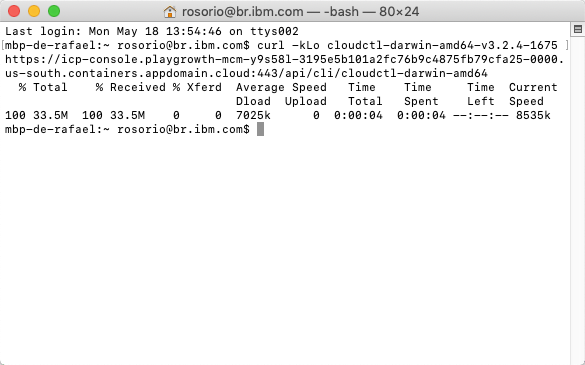 rosorio@br.ibm.com — -bash — 80×24
Last login: Mon May 18 13:54:46 on ttys002
[mbp-de-rafael:~ rosorio@br.ibm.com$ curl -kLo cloudctl-darwin-amd64-v3.2.4-1675 ]
https://icp-console.playgrowth-mcm-y9s58l-3195e5b101a2fc76b9c4875fb79cfa25-0000.
us-south.containers.appdomain.cloud:443/api/cli/cloudctl-darwin-amd64
  % Total    % Received % Xferd  Average Speed   Time    Time     Time  Current
                                 Dload  Upload   Total   Spent    Left  Speed
100 33.5M  100 33.5M    0     0  7025k      0  0:00:04  0:00:04 --:--:-- 8535k
mbp-de-rafael:~ rosorio@br.ibm.com$